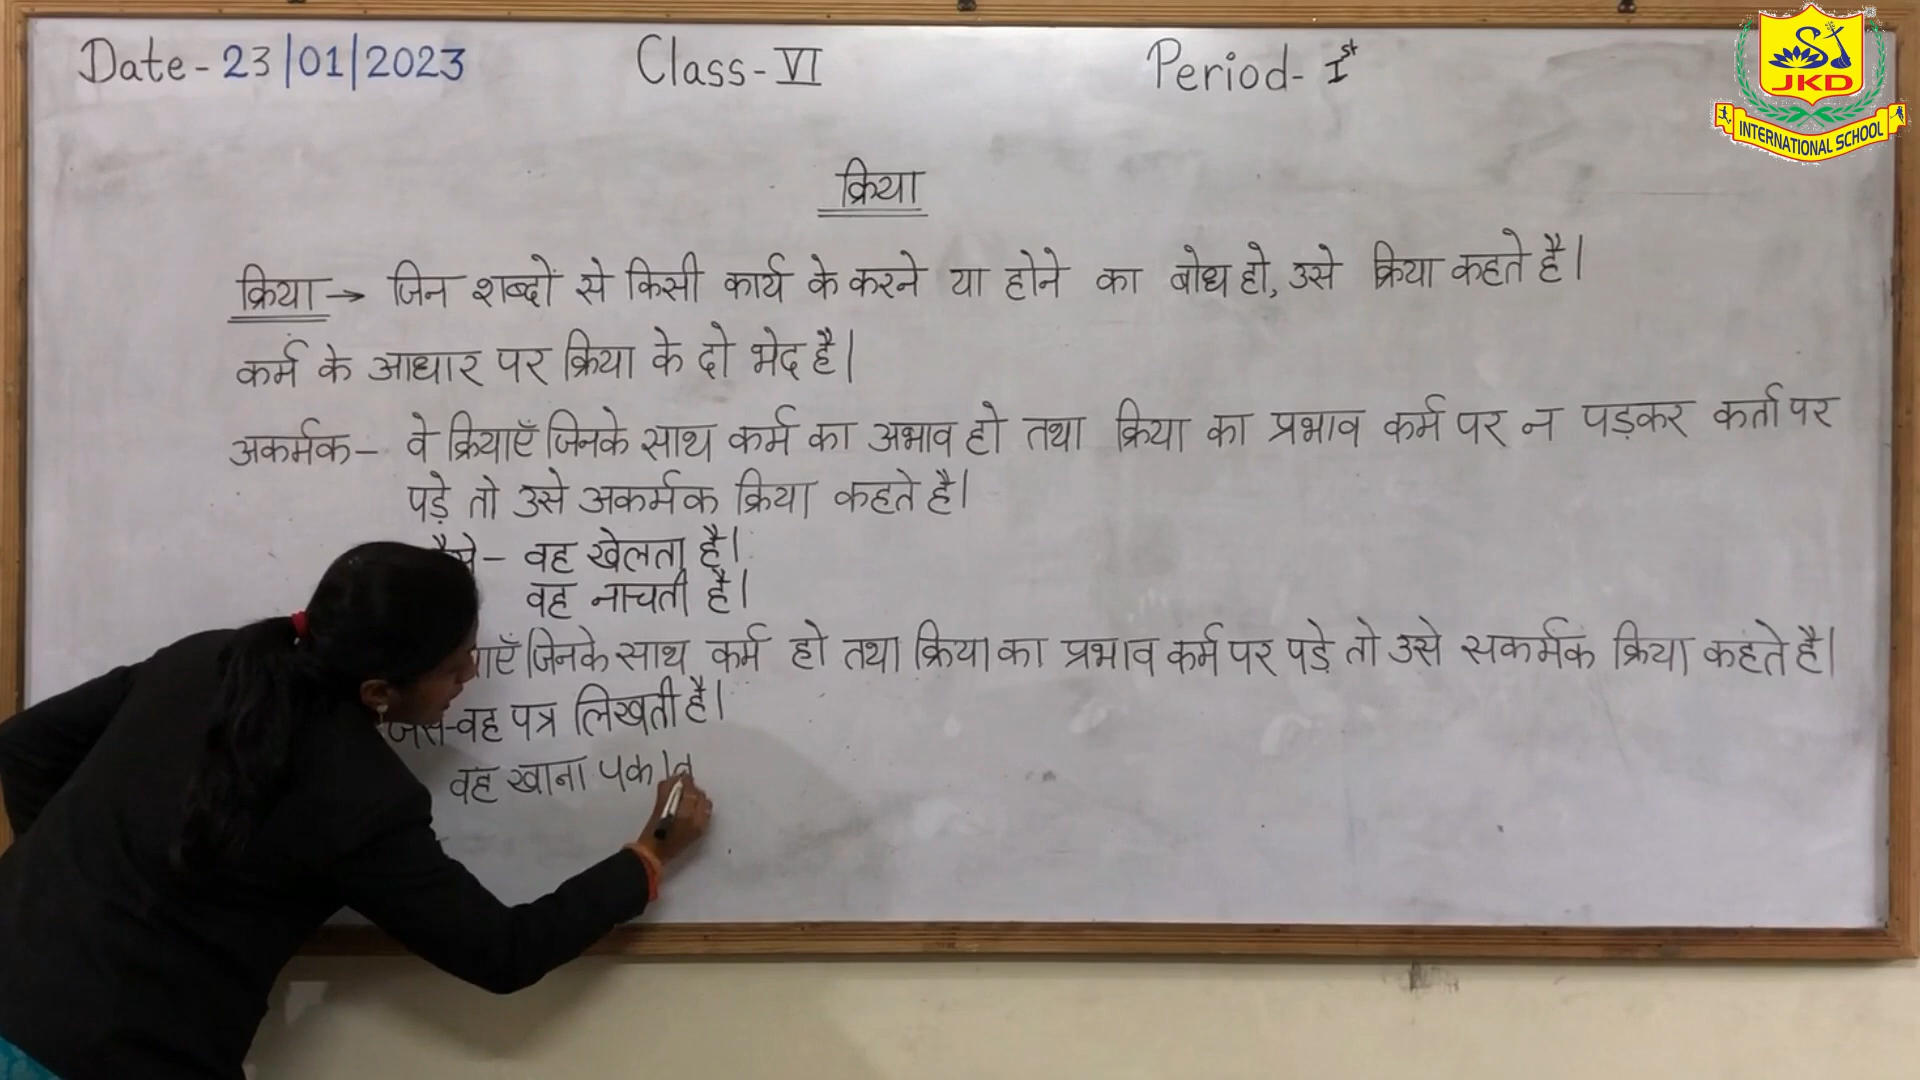 Date - 23/01/2023 Class - VI Period - Ist
JKD
INTERNATIONAL SCHOOL
क्रिया
क्रिया → जिन शब्दों से किसी कार्य के करने या होने का बोध हो, उसे क्रिया कहते है।
कर्म के आधार पर क्रिया के दो भेद है।
अकर्मक - वे क्रियाएँ जिनके साथ कर्म का अभाव हो तथा क्रिया का प्रभाव कर्म पर न पड़कर कर्ता पर
पड़े तो उसे अकर्मक क्रिया कहते है।
- वह खेलता है।
वह नाचती है।
जिनके साथ कर्म हो तथा क्रिया का प्रभाव कर्म पर पड़े तो उसे सकर्मक क्रिया कहते है।
जैसे - वह पत्र लिखती है।
वह खाना